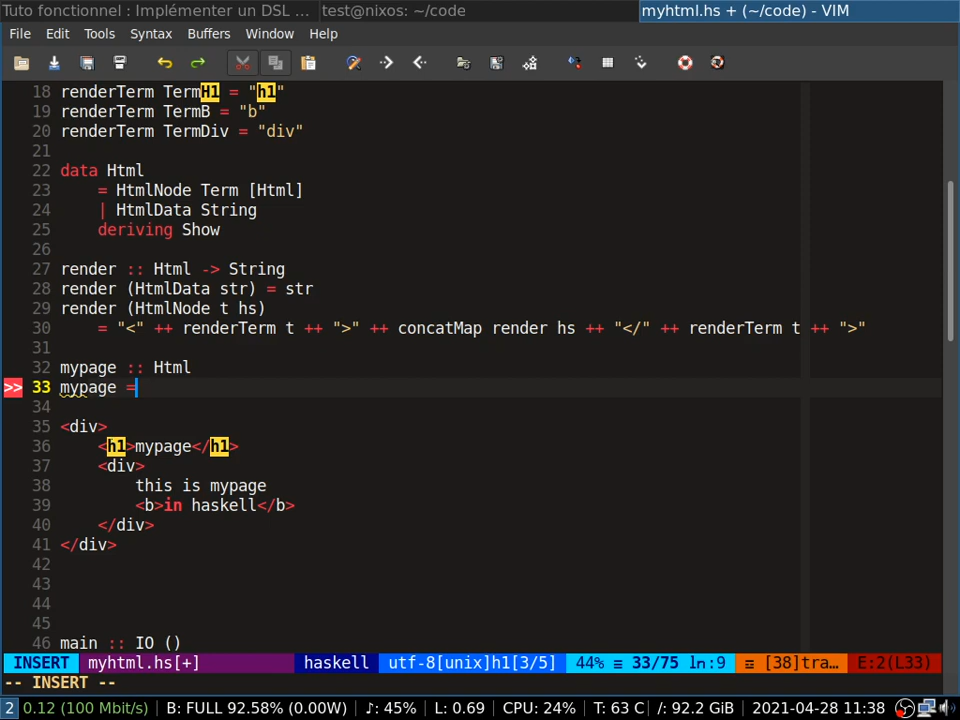 Tuto fonctionnel : Implémenter un DSL ... test@nixos: ~/code myhtml.hs + (~/code) - VIM
File Edit Tools Syntax Buffers Window Help
18 renderTerm TermH1 = "h1"
19 renderTerm TermB = "b"
20 renderTerm TermDiv = "div"
21
22 data Html
23 = HtmlNode Term [Html]
24 | HtmlData String
25 deriving Show
26
27 render :: Html -> String
28 render (HtmlData str) = str
29 render (HtmlNode t hs)
30 = "<" ++ renderTerm t ++ ">" ++ concatMap render hs ++ "</" ++ renderTerm t ++ ">"
31
32 mypage :: Html
>> 33 mypage =
34
35 <div>
36 <h1>mypage</h1>
37 <div>
38 this is mypage
39 <b>in haskell</b>
40 </div>
41 </div>
42
43
44
45
46 main :: IO ()
INSERT myhtml.hs[+] haskell utf-8[unix]h1[3/5] 44% ≡ 33/75 ln:9 ≡ [38]tra... E:2(L33)
-- INSERT --
2 0.12 (100 Mbit/s) B: FULL 92.58% (0.00W) ♪: 45% L: 0.69 CPU: 24% T: 63 C /: 92.2 GiB 2021-04-28 11:38